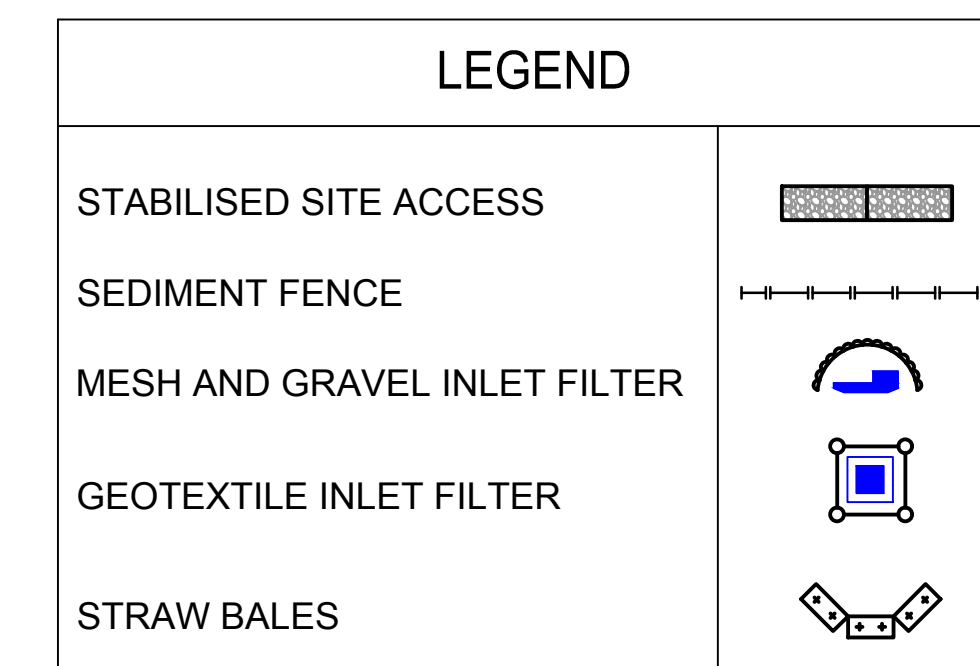 LEGEND
STABILISED SITE ACCESS
SEDIMENT FENCE
MESH AND GRAVEL INLET FILTER
GEOTEXTILE INLET FILTER
STRAW BALES